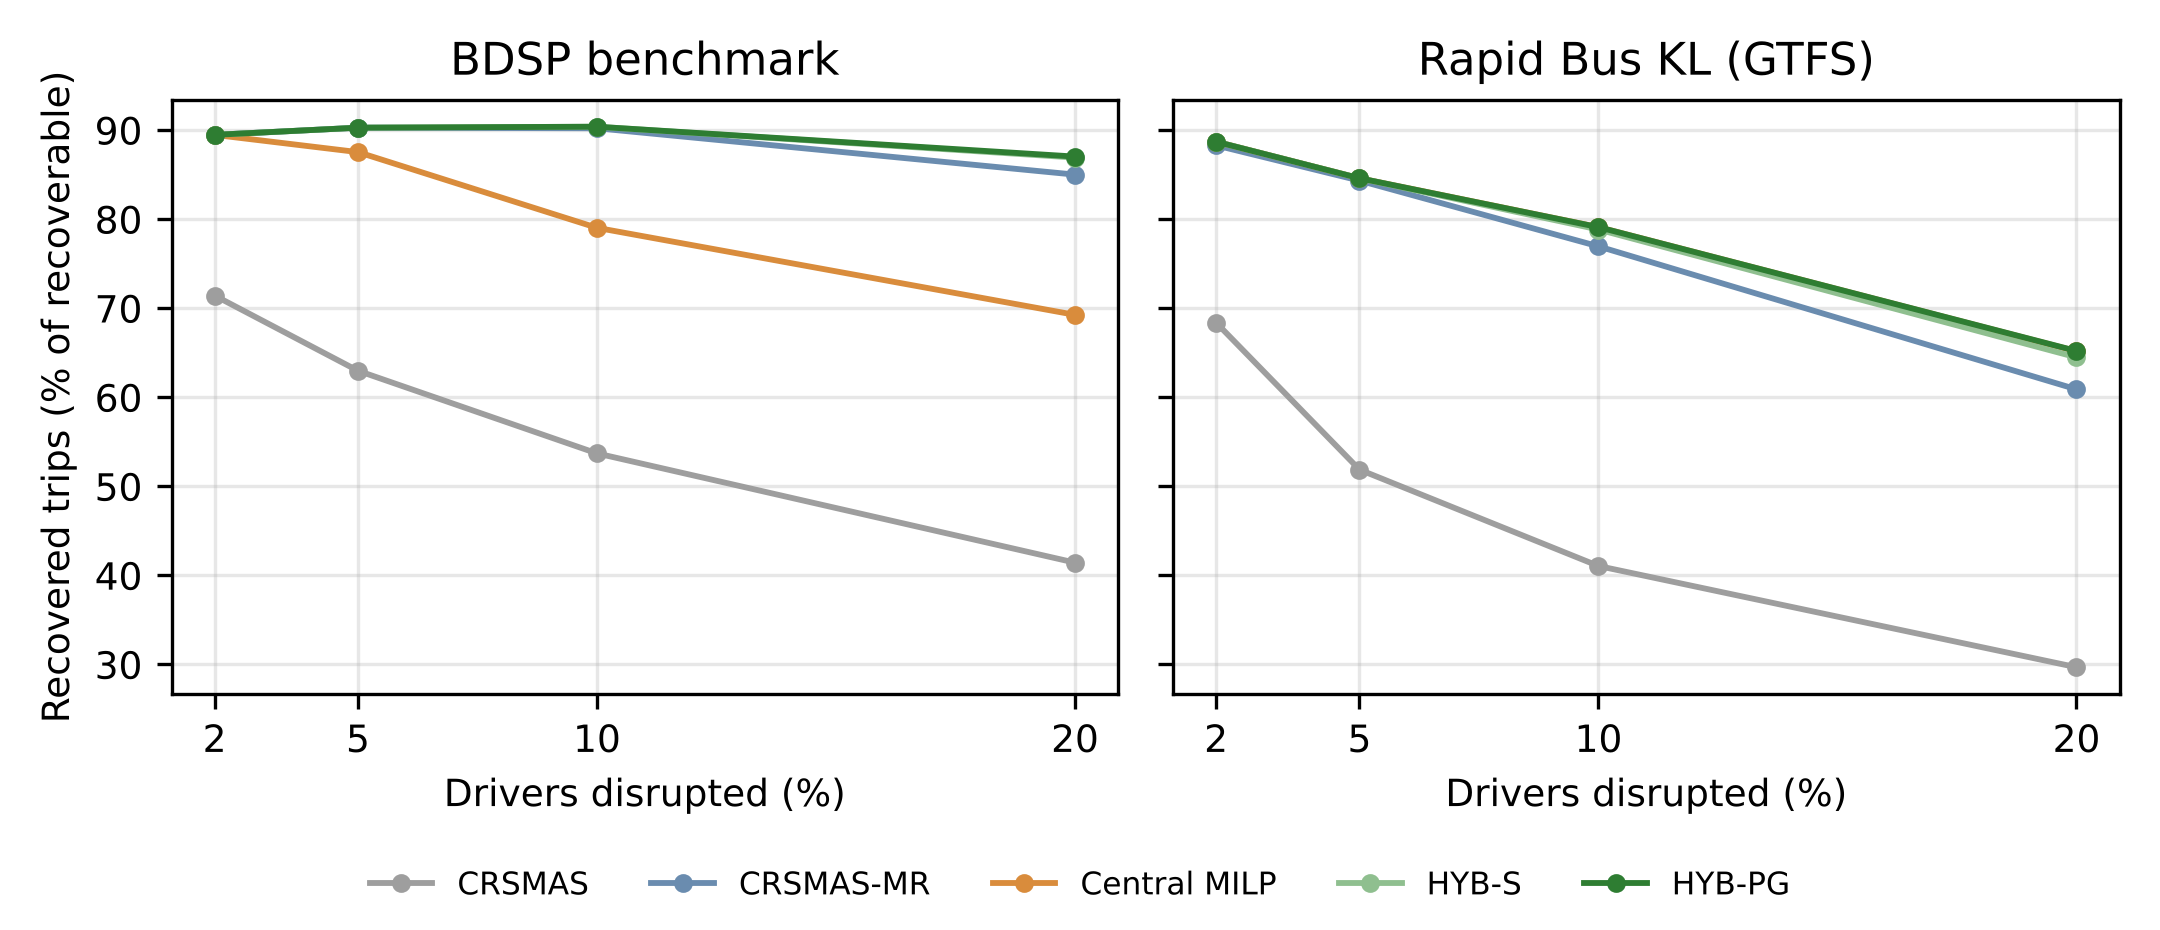 BDSP benchmark
Rapid Bus KL (GTFS)
Recovered trips (% of recoverable)
90
80
70
60
50
40
30
2 5 10 20
2 5 10 20
Drivers disrupted (%)
Drivers disrupted (%)
CRSMAS CRSMAS-MR Central MILP HYB-S HYB-PG